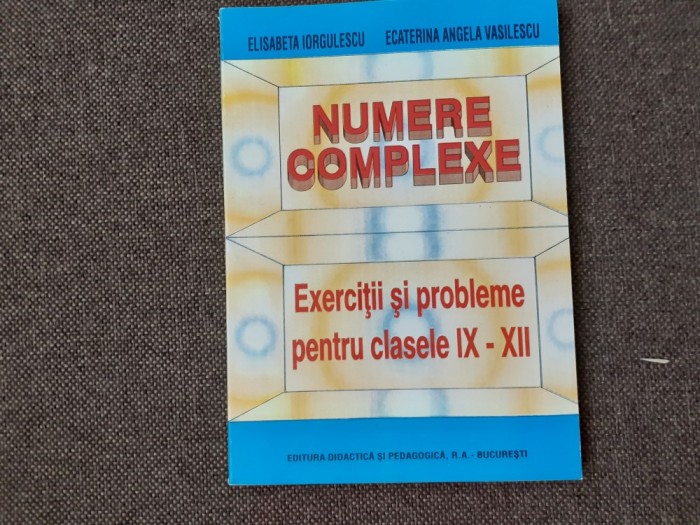 ELISABETA IORGULESCU ECATERINA ANGELA VASILESCU
NUMERE
COMPLEXE
Exerciţii şi probleme
pentru clasele IX - XII
EDITURA DIDACTICĂ ŞI PEDAGOGICĂ, R.A. - BUCUREŞTI